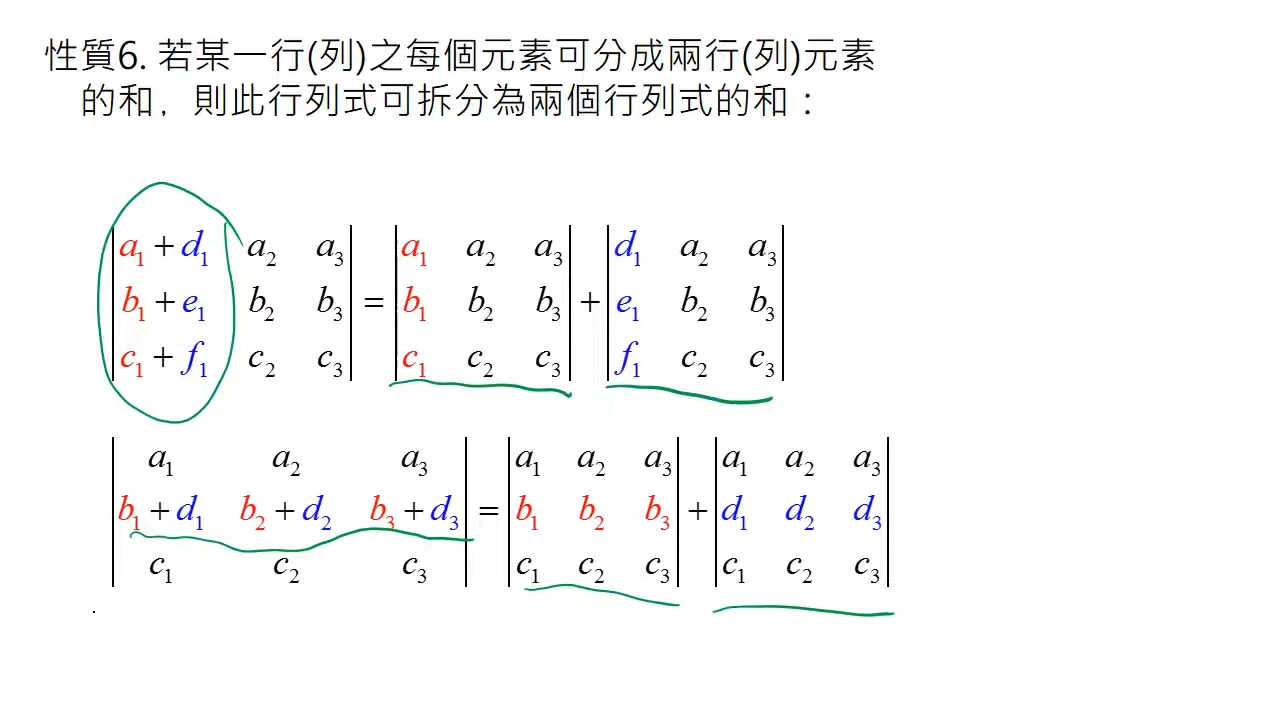 性質6. 若某一行(列)之每個元素可分成兩行(列)元素
的和，則此行列式可拆分為兩個行列式的和：
| a₁ + d₁ a₂ a₃ | | a₁ a₂ a₃ | | d₁ a₂ a₃ |
| b₁ + e₁ b₂ b₃ | = | b₁ b₂ b₃ | + | e₁ b₂ b₃ |
| c₁ + f₁ c₂ c₃ | | c₁ c₂ c₃ | | f₁ c₂ c₃ |
| a₁ a₂ a₃ | | a₁ a₂ a₃ | | a₁ a₂ a₃ |
| b₁ + d₁ b₂ + d₂ b₃ + d₃ | = | b₁ b₂ b₃ | + | d₁ d₂ d₃ |
| c₁ c₂ c₃ | | c₁ c₂ c₃ | | c₁ c₂ c₃ |